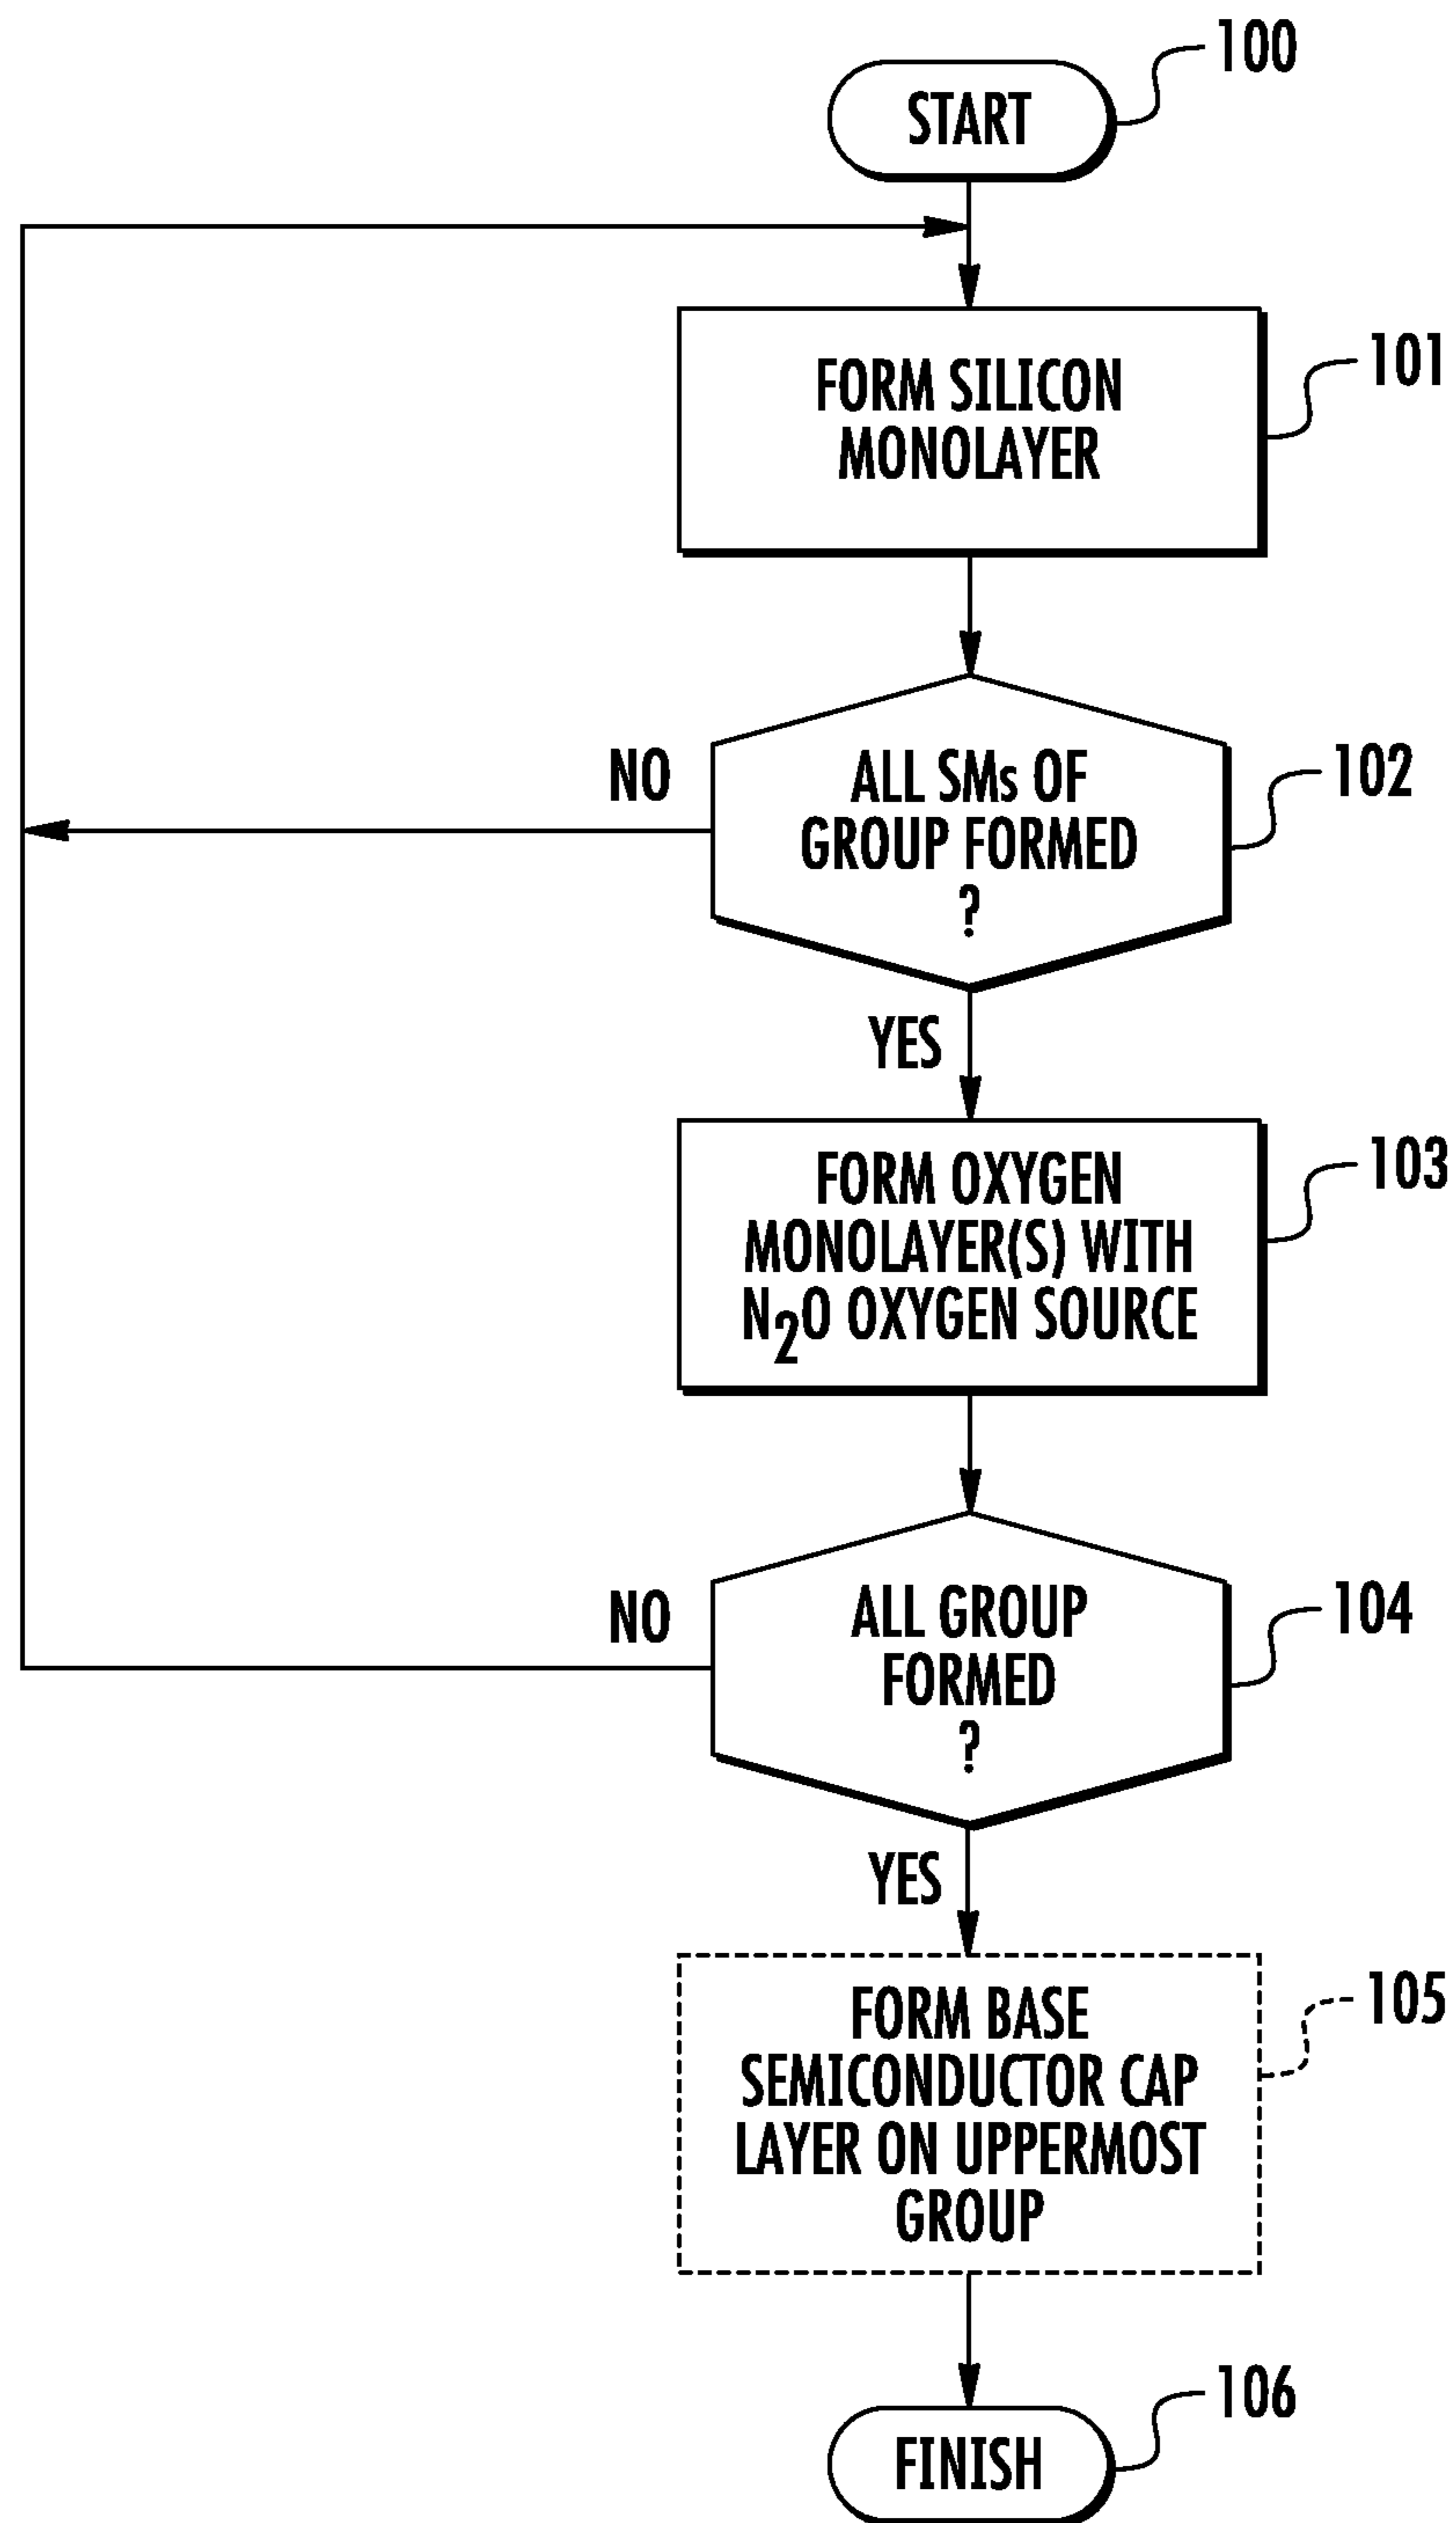 100
START
101
FORM SILICON
MONOLAYER
102
ALL SMs OF
GROUP FORMED
?
NO
YES
103
FORM OXYGEN
MONOLAYER(S) WITH
N2O OXYGEN SOURCE
104
ALL GROUP
FORMED
?
NO
YES
105
FORM BASE
SEMICONDUCTOR CAP
LAYER ON UPPERMOST
GROUP
106
FINISH